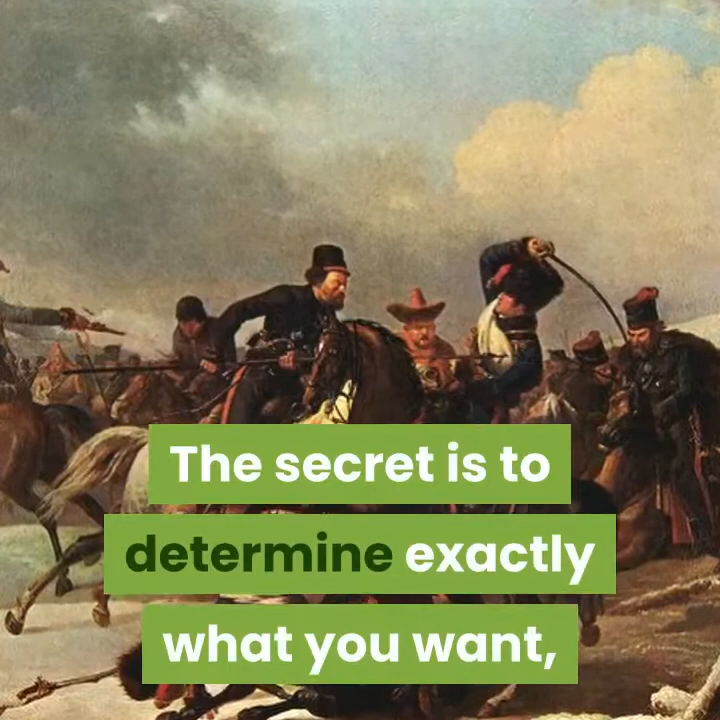 The secret is to
determine exactly
what you want,